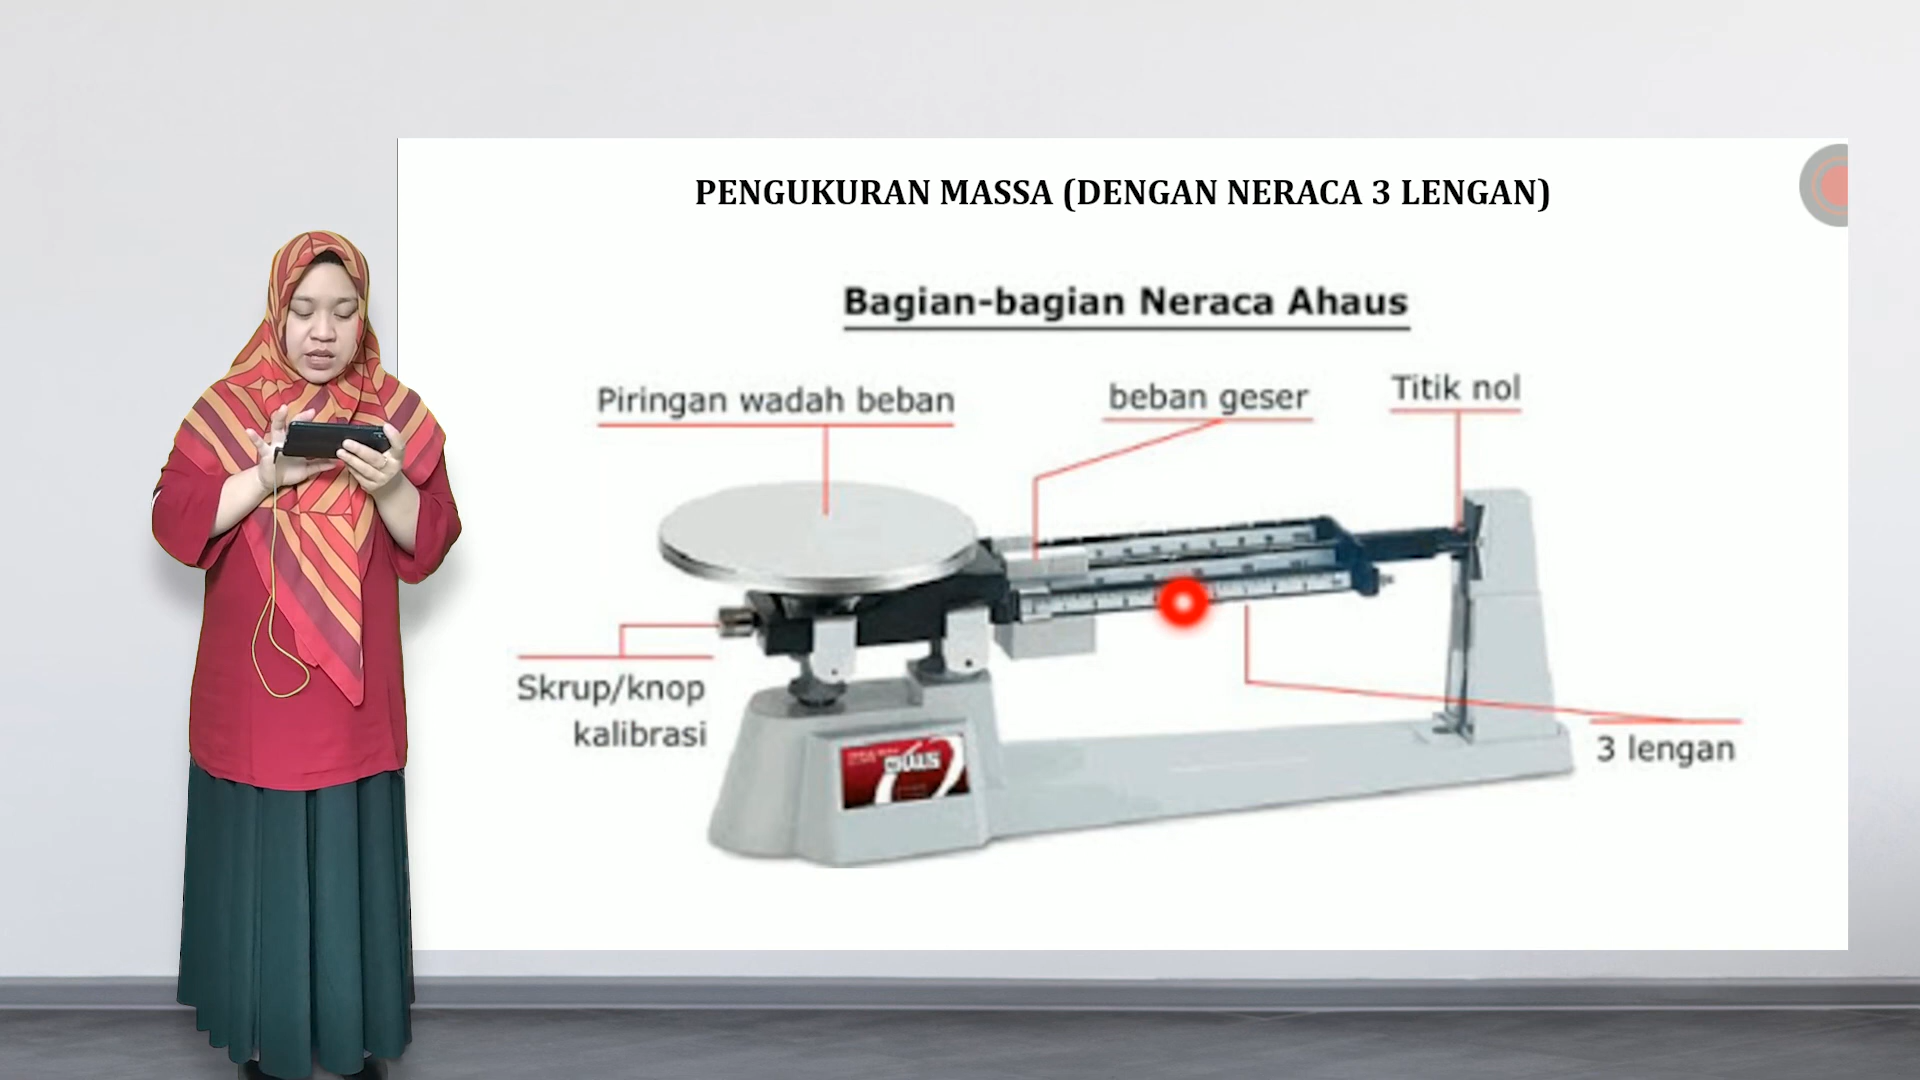 PENGUKURAN MASSA (DENGAN NERACA 3 LENGAN)
Bagian-bagian Neraca Ahaus
Piringan wadah beban
beban geser
Titik nol
Skrup/knop
kalibrasi
3 lengan